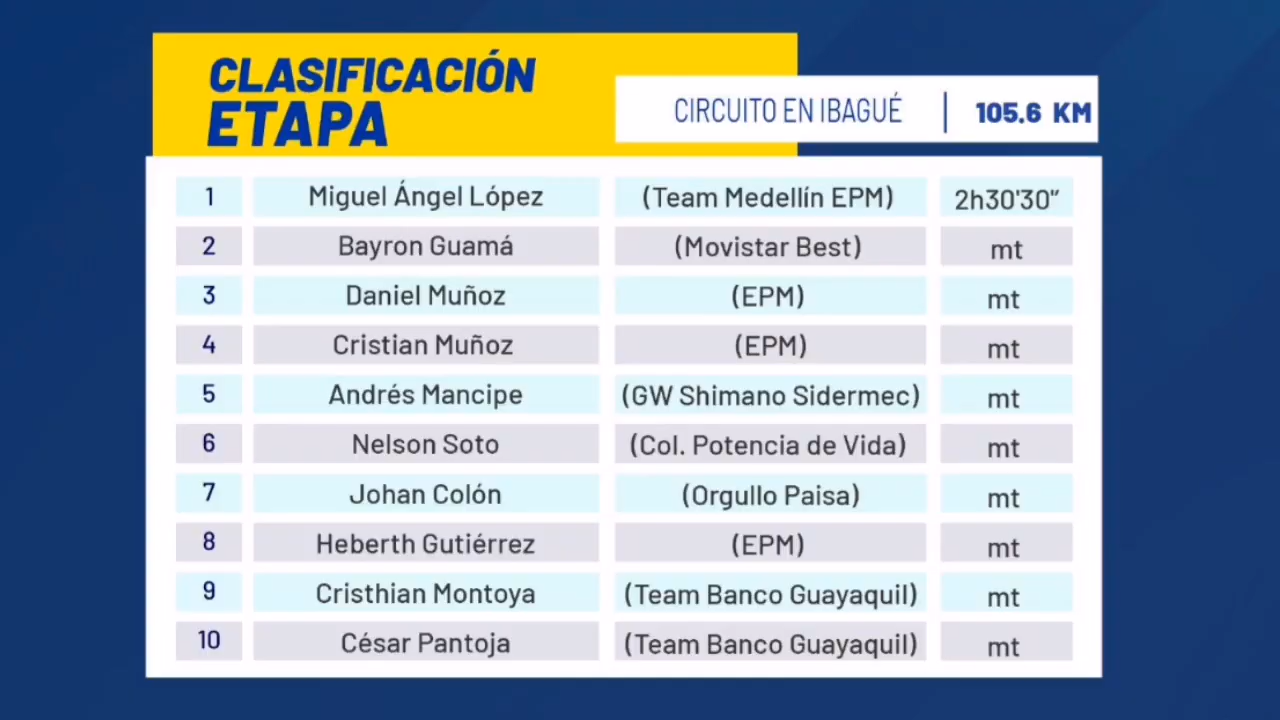 CLASIFICACIÓN
ETAPA
CIRCUITO EN IBAGUÉ | 105.6 KM
1 Miguel Ángel López (Team Medellín EPM) 2h30'30"
2 Bayron Guamá (Movistar Best) mt
3 Daniel Muñoz (EPM) mt
4 Cristian Muñoz (EPM) mt
5 Andrés Mancipe (GW Shimano Sidermec) mt
6 Nelson Soto (Col. Potencia de Vida) mt
7 Johan Colón (Orgullo Paisa) mt
8 Heberth Gutiérrez (EPM) mt
9 Cristhian Montoya (Team Banco Guayaquil) mt
10 César Pantoja (Team Banco Guayaquil) mt